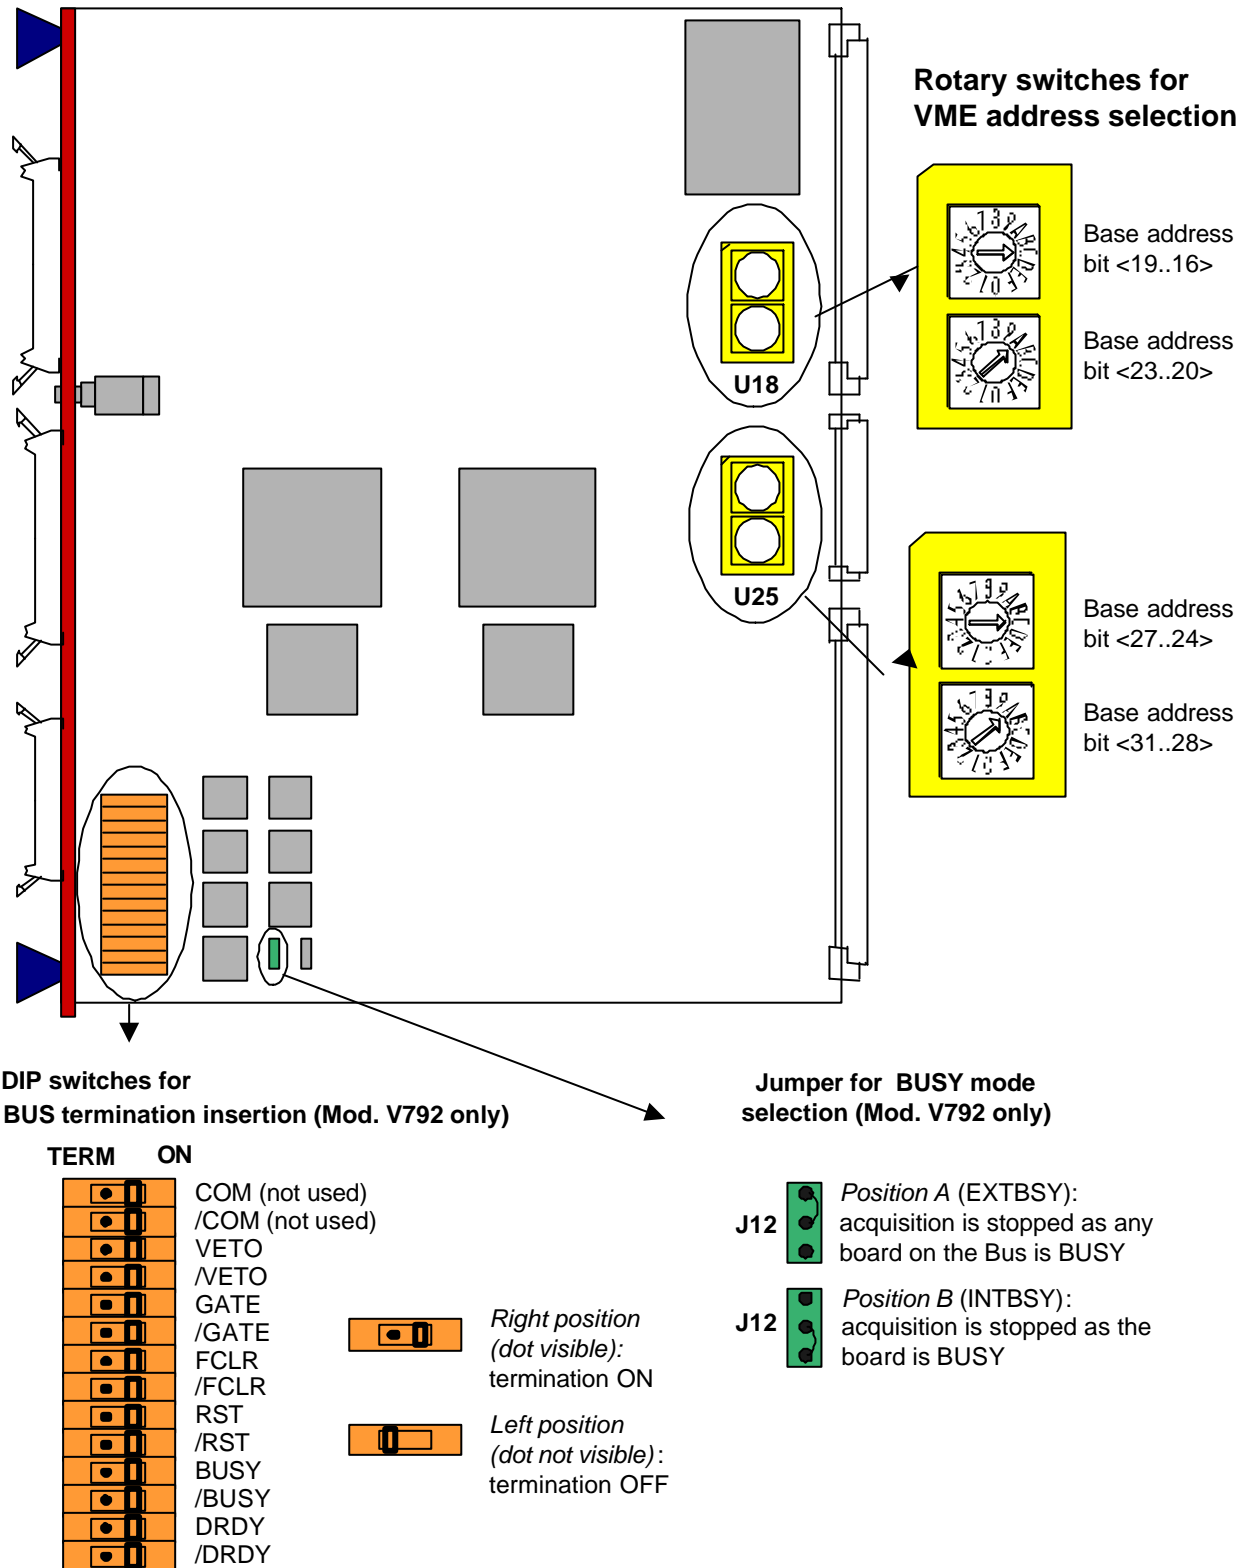 Rotary switches for
VME address selection
Base address
bit <19..16>
Base address
bit <23..20>
U18
U25
Base address
bit <27..24>
Base address
bit <31..28>
DIP switches for
BUS termination insertion (Mod. V792 only)
TERM ON
COM (not used)
/COM (not used)
VETO
/VETO
GATE
/GATE
FCLR
/FCLR
RST
/RST
BUSY
/BUSY
DRDY
/DRDY
Right position
(dot visible):
termination ON
Left position
(dot not visible):
termination OFF
Jumper for BUSY mode
selection (Mod. V792 only)
J12
Position A (EXTBSY):
acquisition is stopped as any
board on the Bus is BUSY
J12
Position B (INTBSY):
acquisition is stopped as the
board is BUSY